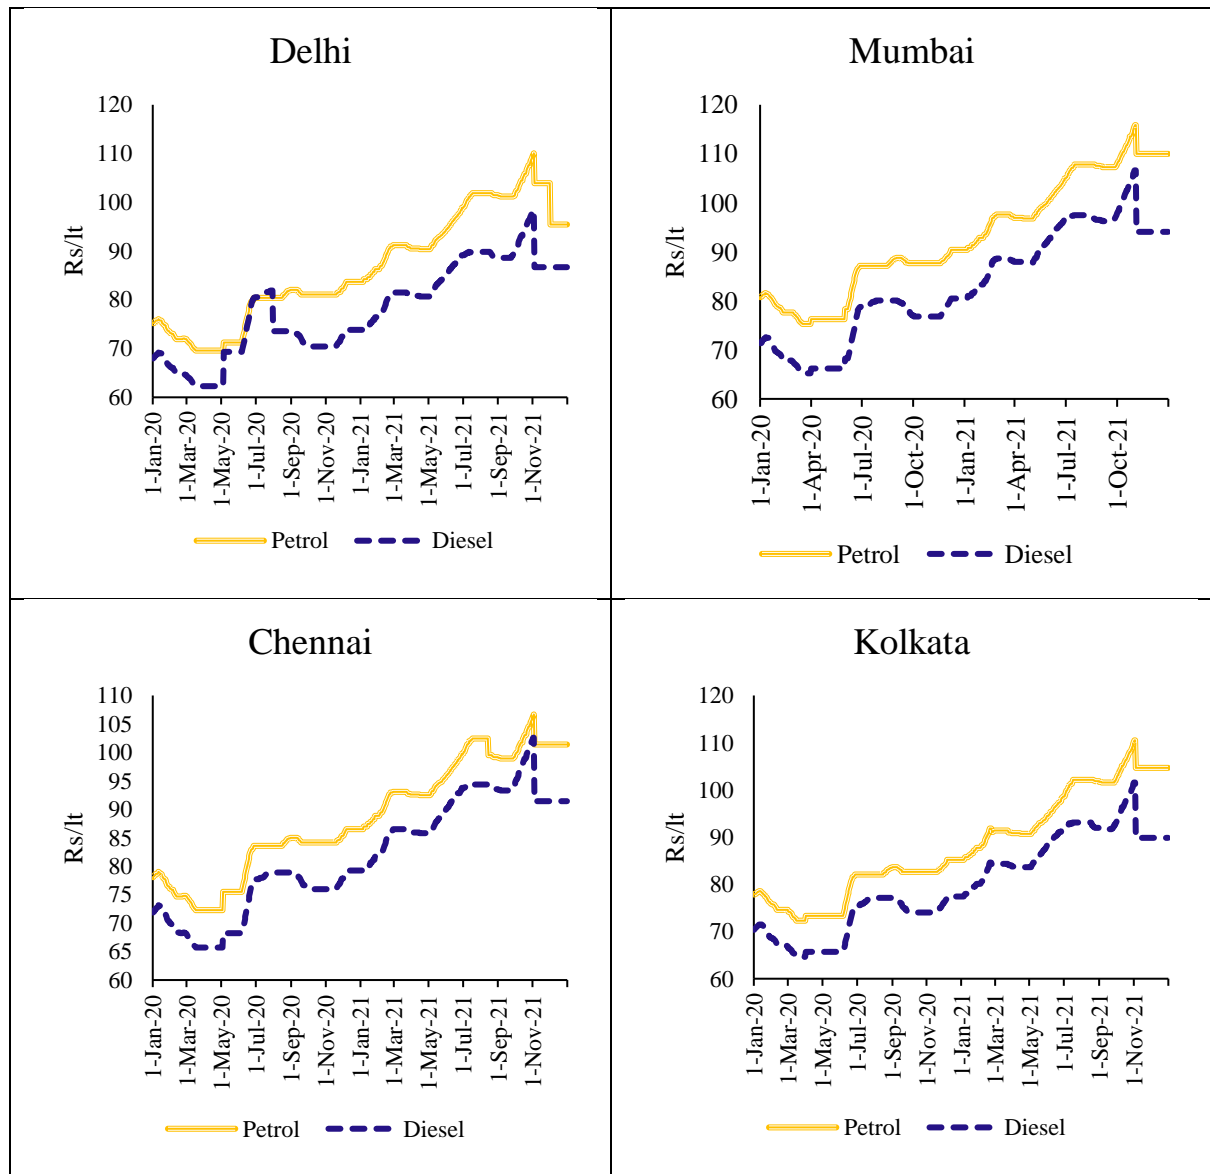 Delhi
Rs/lt
120
110
100
90
80
70
60
1-Jan-20
1-Mar-20
1-May-20
1-Jul-20
1-Sep-20
1-Nov-20
1-Jan-21
1-Mar-21
1-May-21
1-Jul-21
1-Sep-21
1-Nov-21
Petrol Diesel
Mumbai
Rs/lt
120
110
100
90
80
70
60
1-Jan-20
1-Apr-20
1-Jul-20
1-Oct-20
1-Jan-21
1-Apr-21
1-Jul-21
1-Oct-21
Petrol Diesel
Chennai
Rs/lt
110
105
100
95
90
85
80
75
70
65
60
1-Jan-20
1-Mar-20
1-May-20
1-Jul-20
1-Sep-20
1-Nov-20
1-Jan-21
1-Mar-21
1-May-21
1-Jul-21
1-Sep-21
1-Nov-21
Petrol Diesel
Kolkata
Rs/lt
120
110
100
90
80
70
60
1-Jan-20
1-Mar-20
1-May-20
1-Jul-20
1-Sep-20
1-Nov-20
1-Jan-21
1-Mar-21
1-May-21
1-Jul-21
1-Sep-21
1-Nov-21
Petrol Diesel